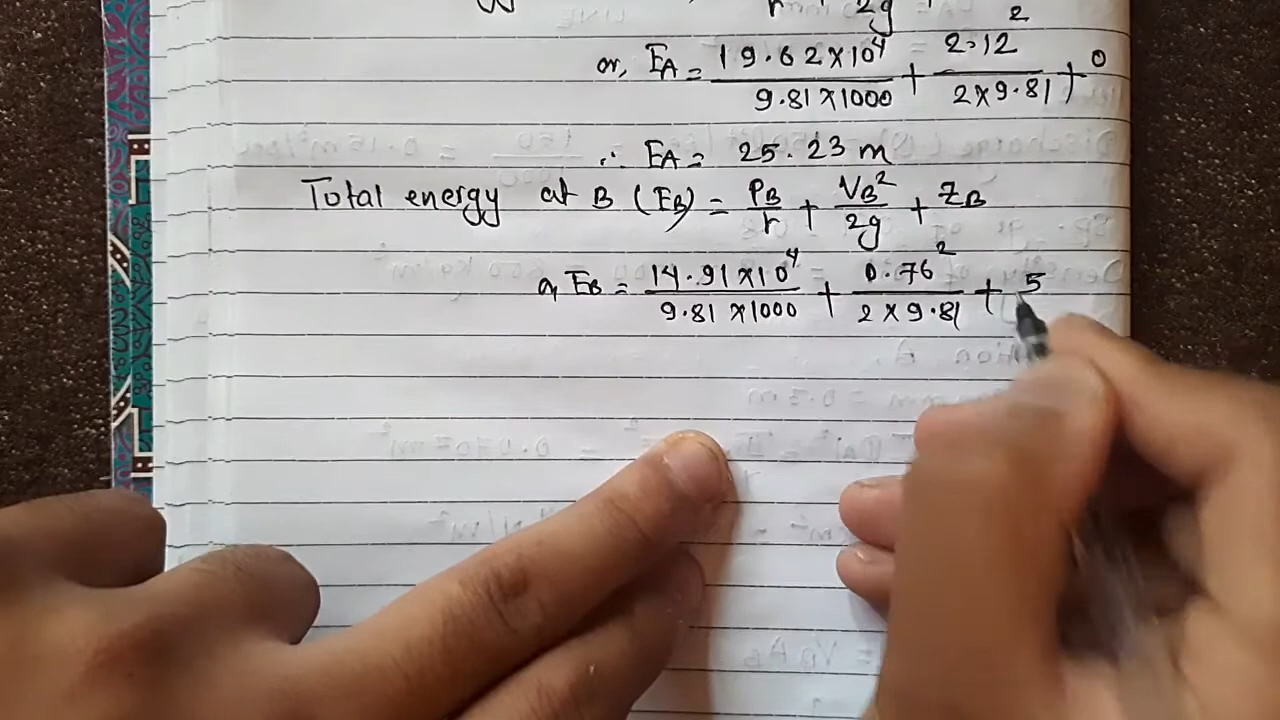 r 2g
or, EA = 19.62×10⁴ / 9.81×1000 + 2.12² / 2×9.81 + 0
∴ EA = 25.23 m
Total energy at B (EB) = PB/r + VB²/2g + ZB
or, EB = 14.91×10⁴ / 9.81×1000 + 0.76² / 2×9.81 + 5